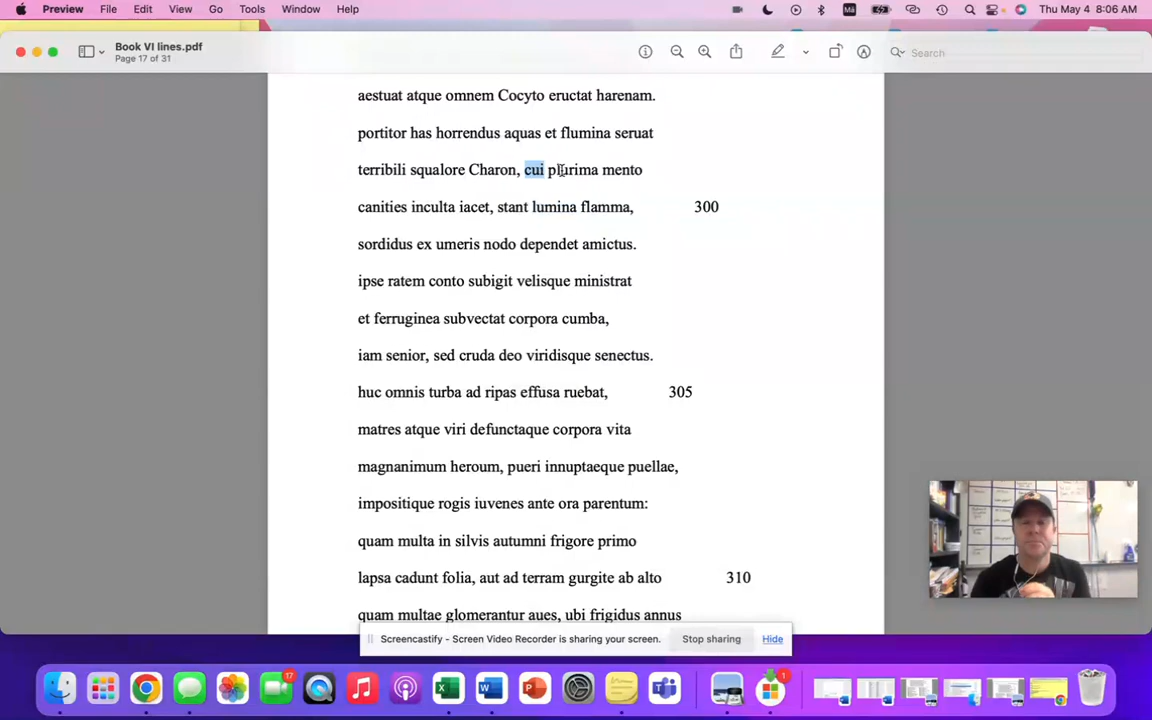 Preview File Edit View Go Tools Window Help Thu May 4 8:06 AM
Book VI lines.pdf
Page 17 of 31
Search
aestuat atque omnem Cocyto eructat harenam.
portitor has horrendus aquas et flumina seruat
terribili squalore Charon, cui plurima mento
canities inculta iacet, stant lumina flamma, 300
sordidus ex umeris nodo dependet amictus.
ipse ratem conto subigit velisque ministrat
et ferruginea subvectat corpora cumba,
iam senior, sed cruda deo viridisque senectus.
huc omnis turba ad ripas effusa ruebat, 305
matres atque viri defunctaque corpora vita
magnanimum heroum, pueri innuptaeque puellae,
impositique rogis iuvenes ante ora parentum:
quam multa in silvis autumni frigore primo
lapsa cadunt folia, aut ad terram gurgite ab alto 310
quam multae glomerantur aues, ubi frigidus annus
Screencastify - Screen Video Recorder is sharing your screen. Stop sharing Hide
17
1